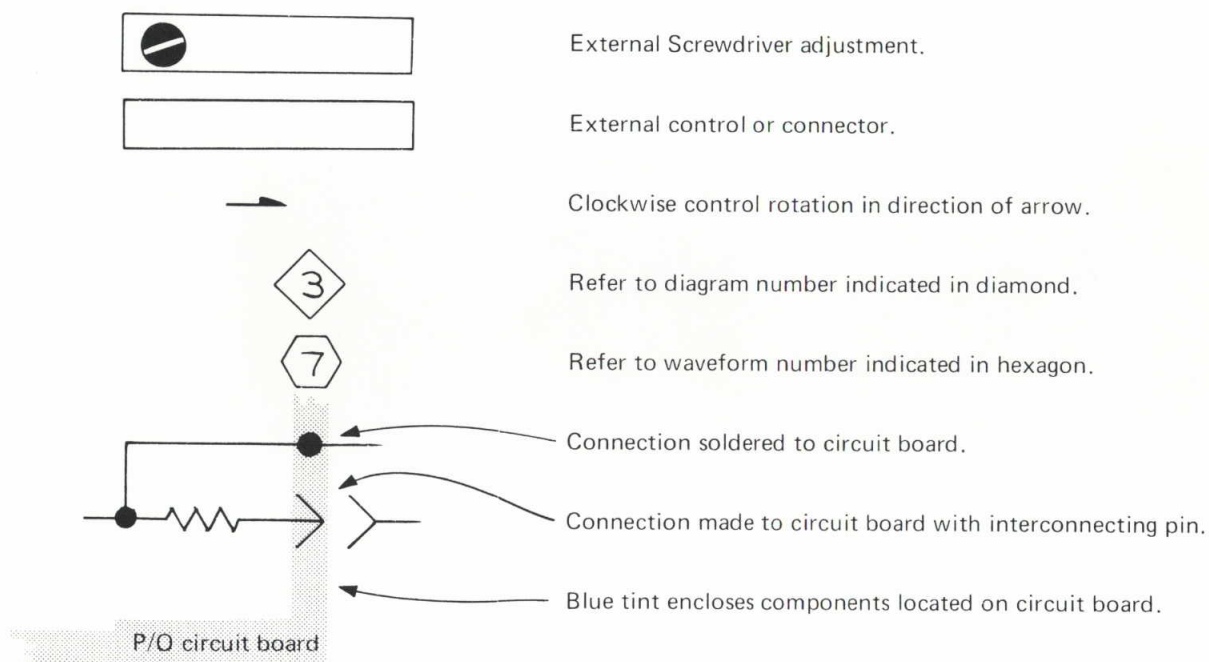 External Screwdriver adjustment.
External control or connector.
Clockwise control rotation in direction of arrow.
3
Refer to diagram number indicated in diamond.
7
Refer to waveform number indicated in hexagon.
Connection soldered to circuit board.
Connection made to circuit board with interconnecting pin.
Blue tint encloses components located on circuit board.
P/O circuit board